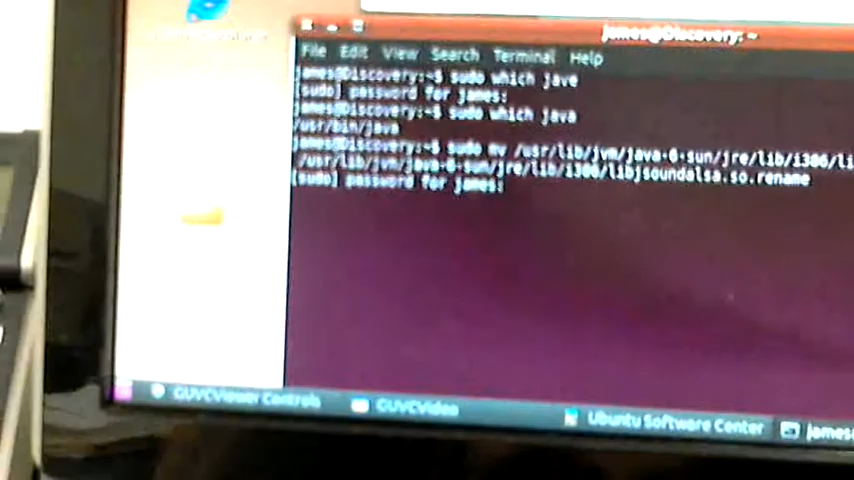 james@Discovery: ~
File Edit View Search Terminal Help
james@Discovery:~$ sudo which jave
[sudo] password for james:
james@Discovery:~$ sudo which java
/usr/bin/java
james@Discovery:~$ sudo mv /usr/lib/jvm/java-6-sun/jre/lib/i386/li
/usr/lib/jvm/java-6-sun/jre/lib/i386/libjsoundalsa.so.rename
[sudo] password for james:
GUVCViewer Controls
GUVCVideo
Ubuntu Software Center
james